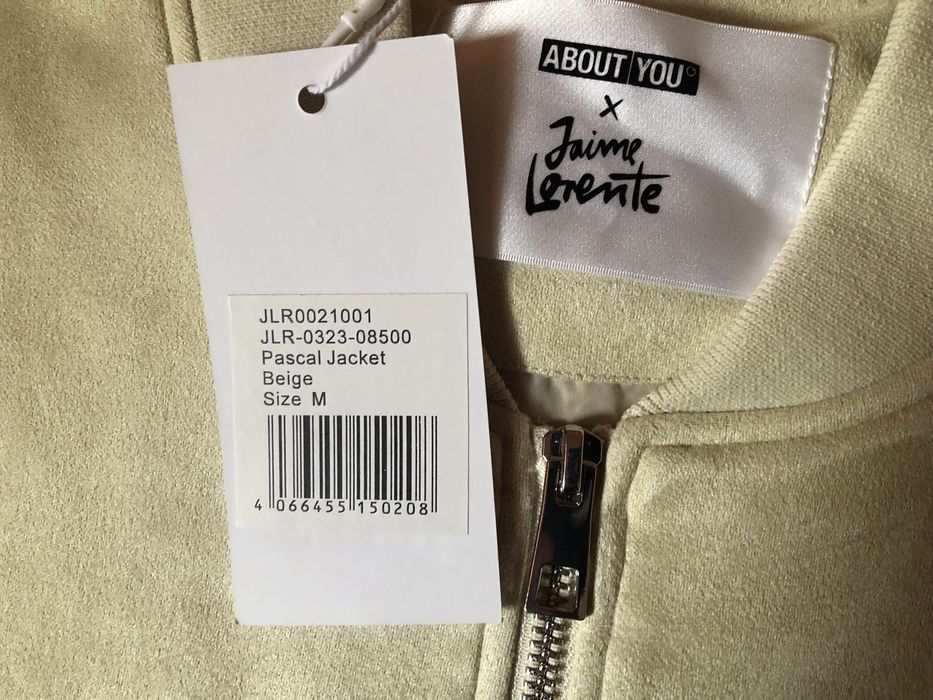 ABOUT YOU°
x
Jaime
Lorente
JLR0021001
JLR-0323-08500
Pascal Jacket
Beige
Size M
4 066455 150208